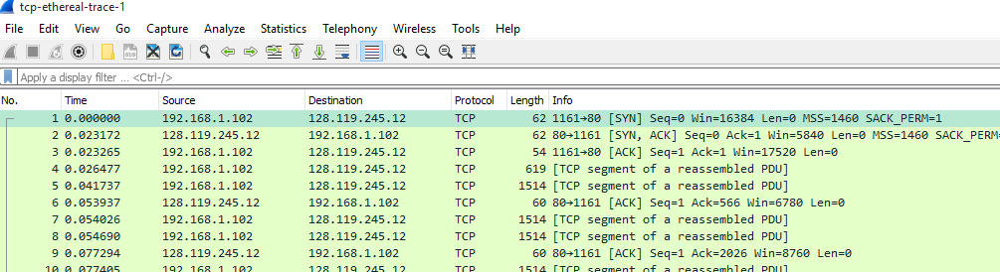 tcp-ethereal-trace-1
File Edit View Go Capture Analyze Statistics Telephony Wireless Tools Help
Apply a display filter ... <Ctrl-/>
No. Time Source Destination Protocol Length Info
1 0.000000 192.168.1.102 128.119.245.12 TCP 62 1161→80 [SYN] Seq=0 Win=16384 Len=0 MSS=1460 SACK_PERM=1
2 0.023172 128.119.245.12 192.168.1.102 TCP 62 80→1161 [SYN, ACK] Seq=0 Ack=1 Win=5840 Len=0 MSS=1460 SACK_PERM
3 0.023265 192.168.1.102 128.119.245.12 TCP 54 1161→80 [ACK] Seq=1 Ack=1 Win=17520 Len=0
4 0.026477 192.168.1.102 128.119.245.12 TCP 619 [TCP segment of a reassembled PDU]
5 0.041737 192.168.1.102 128.119.245.12 TCP 1514 [TCP segment of a reassembled PDU]
6 0.053937 128.119.245.12 192.168.1.102 TCP 60 80→1161 [ACK] Seq=1 Ack=566 Win=6780 Len=0
7 0.054026 192.168.1.102 128.119.245.12 TCP 1514 [TCP segment of a reassembled PDU]
8 0.054690 192.168.1.102 128.119.245.12 TCP 1514 [TCP segment of a reassembled PDU]
9 0.077294 128.119.245.12 192.168.1.102 TCP 60 80→1161 [ACK] Seq=1 Ack=2026 Win=8760 Len=0
10 0.077405 192.168.1.102 128.119.245.12 TCP 1514 [TCP segment of a reassembled PDU]